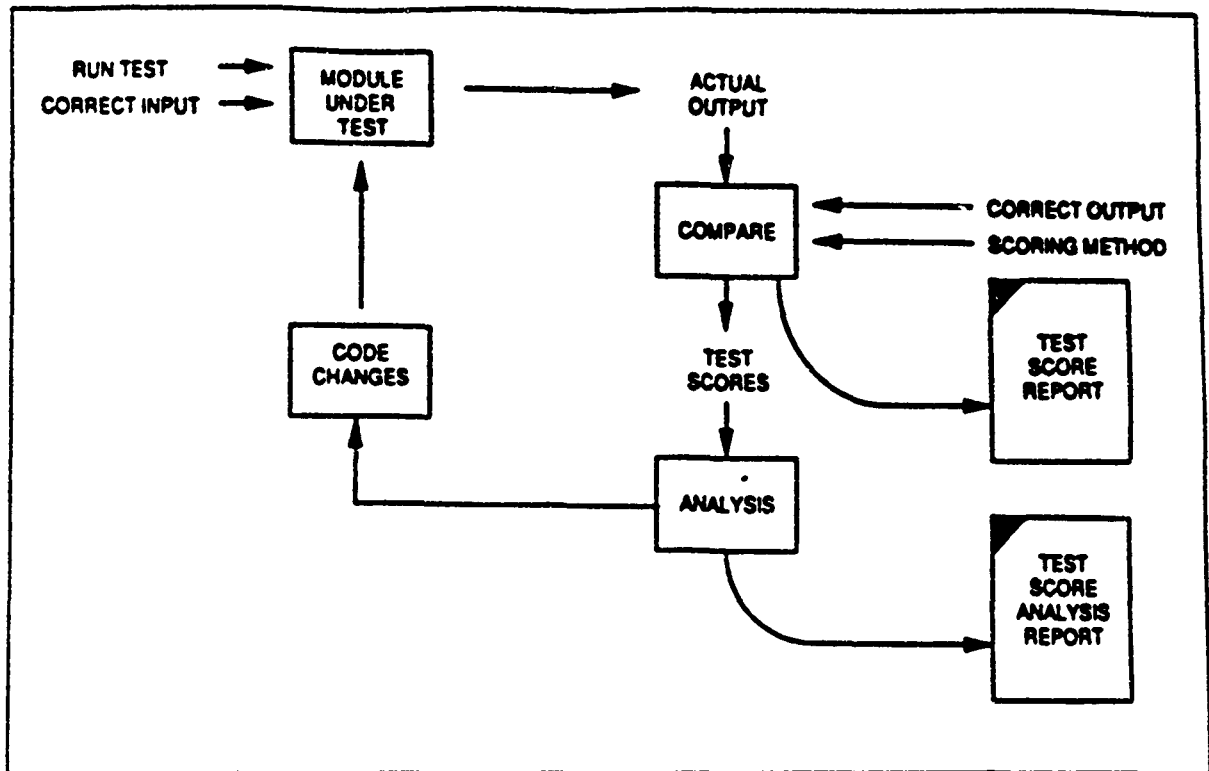 RUN TEST
CORRECT INPUT
MODULE
UNDER
TEST
ACTUAL
OUTPUT
COMPARE
CORRECT OUTPUT
SCORING METHOD
CODE
CHANGES
TEST
SCORES
TEST
SCORE
REPORT
ANALYSIS
TEST
SCORE
ANALYSIS
REPORT